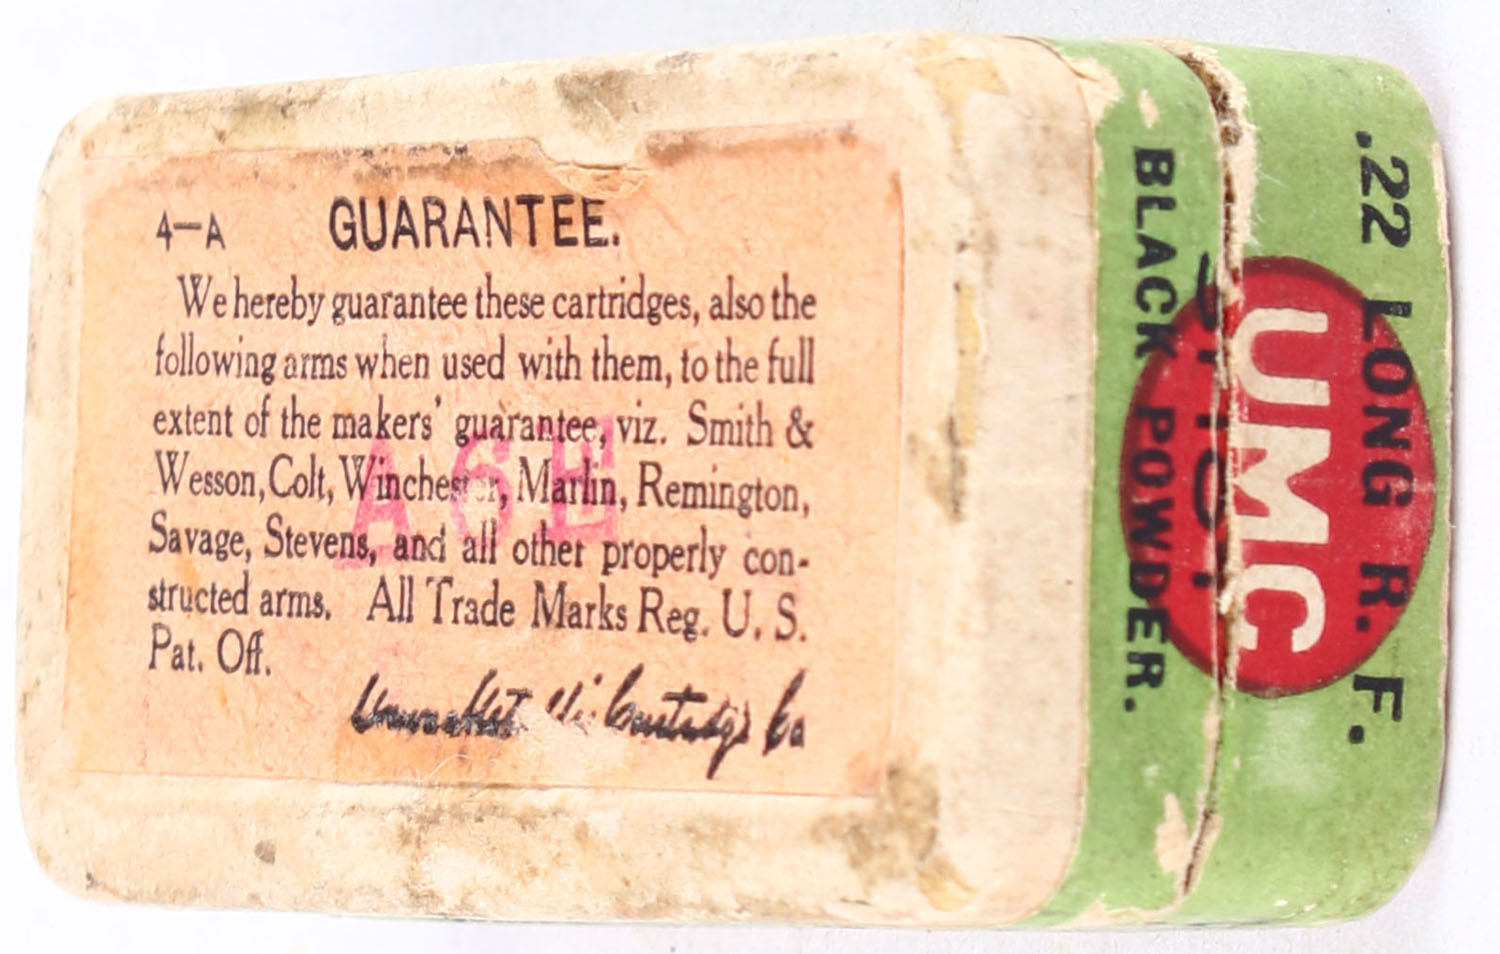 4-A GUARANTEE.
We hereby guarantee these cartridges, also the
following arms when used with them, to the full
extent of the makers' guarantee, viz. Smith &
Wesson, Colt, Winchester, Marlin, Remington,
Savage, Stevens, and all other properly con-
structed arms. All Trade Marks Reg. U. S.
Pat. Off.
A6E
.22 LONG R. F.
UMC
SHOT
BLACK POWDER.